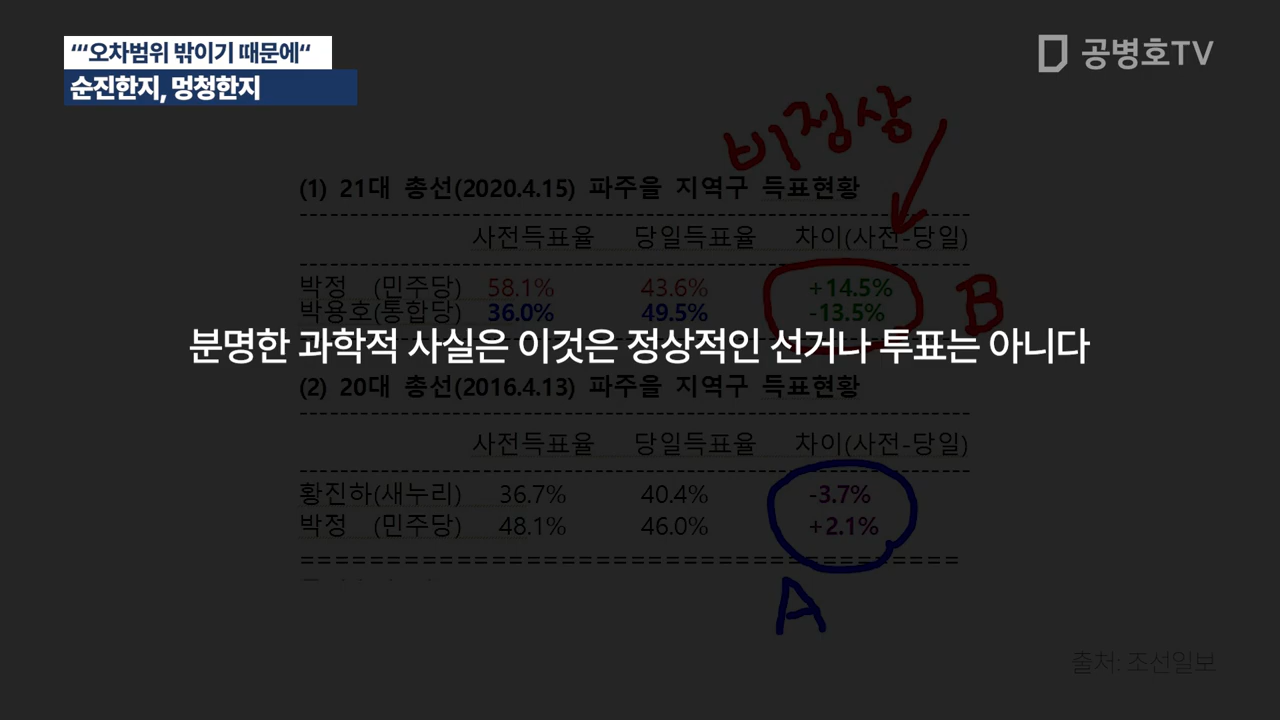 “‘오차범위 밖이기 때문에“
순진한지, 멍청한지
공병호TV
비정상
(1) 21대 총선(2020.4.15) 파주을 지역구 득표현황
사전득표율 당일득표율 차이(사전-당일)
박정 (민주당) 58.1% 43.6% +14.5%
박용호(통합당) 36.0% 49.5% -13.5%
B
분명한 과학적 사실은 이것은 정상적인 선거나 투표는 아니다
(2) 20대 총선(2016.4.13) 파주을 지역구 득표현황
사전득표율 당일득표율 차이(사전-당일)
황진하(새누리) 36.7% 40.4% -3.7%
박정 (민주당) 48.1% 46.0% +2.1%
A
출처: 조선일보